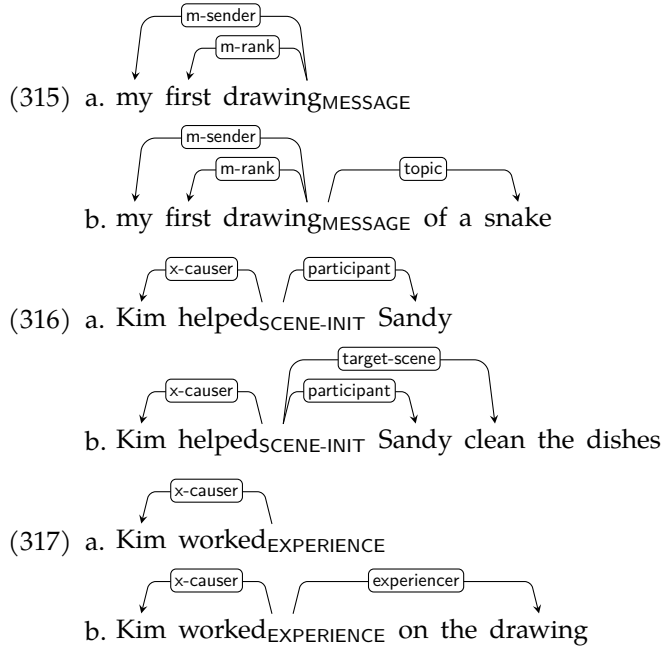 m-sender
m-rank
(315) a. my first drawingMESSAGE
m-sender
m-rank topic
b. my first drawingMESSAGE of a snake
x-causer participant
(316) a. Kim helpedSCENE-INIT Sandy
target-scene
x-causer participant
b. Kim helpedSCENE-INIT Sandy clean the dishes
x-causer
(317) a. Kim workedEXPERIENCE
x-causer experiencer
b. Kim workedEXPERIENCE on the drawing